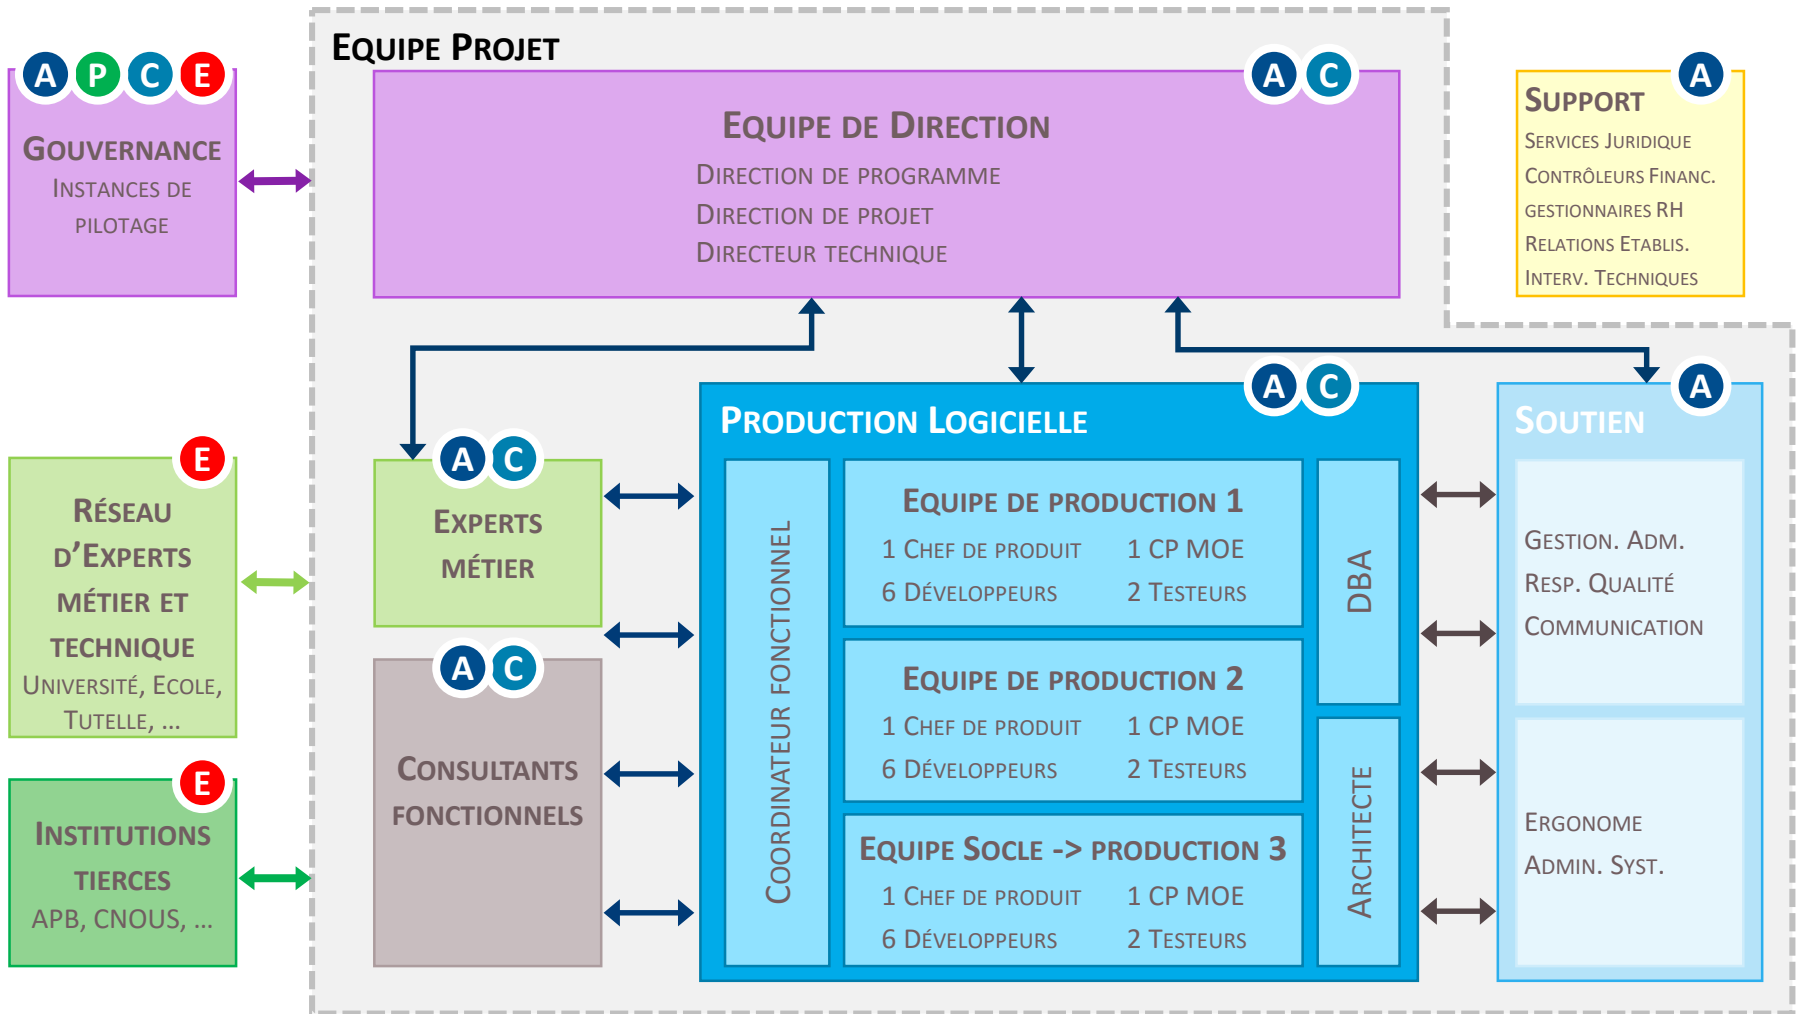 EQUIPE PROJET
A P C E
GOUVERNANCE
INSTANCES DE
PILOTAGE
A C
EQUIPE DE DIRECTION
DIRECTION DE PROGRAMME
DIRECTION DE PROJET
DIRECTEUR TECHNIQUE
A
SUPPORT
SERVICES JURIDIQUE
CONTRÔLEURS FINANC.
GESTIONNAIRES RH
RELATIONS ETABLIS.
INTERV. TECHNIQUES
E
RÉSEAU
D'EXPERTS
MÉTIER ET
TECHNIQUE
UNIVERSITÉ, ECOLE,
TUTELLE, ...
E
INSTITUTIONS
TIERCES
APB, CNOUS, ...
A C
EXPERTS
MÉTIER
A C
CONSULTANTS
FONCTIONNELS
A C
PRODUCTION LOGICIELLE
COORDINATEUR FONCTIONNEL
EQUIPE DE PRODUCTION 1
1 CHEF DE PRODUIT 1 CP MOE
6 DÉVELOPPEURS 2 TESTEURS
EQUIPE DE PRODUCTION 2
1 CHEF DE PRODUIT 1 CP MOE
6 DÉVELOPPEURS 2 TESTEURS
EQUIPE SOCLE -> PRODUCTION 3
1 CHEF DE PRODUIT 1 CP MOE
6 DÉVELOPPEURS 2 TESTEURS
DBA
ARCHITECTE
A
SOUTIEN
GESTION. ADM.
RESP. QUALITÉ
COMMUNICATION
ERGONOME
ADMIN. SYST.